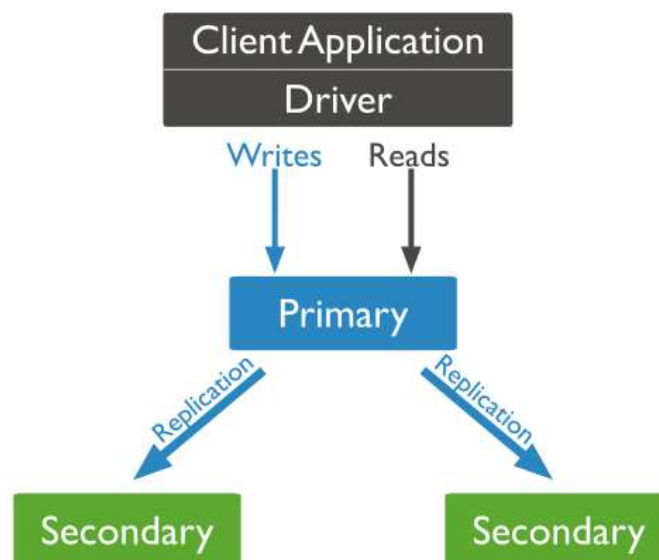 Client Application
Driver
Writes Reads
Primary
Replication Replication
Secondary Secondary